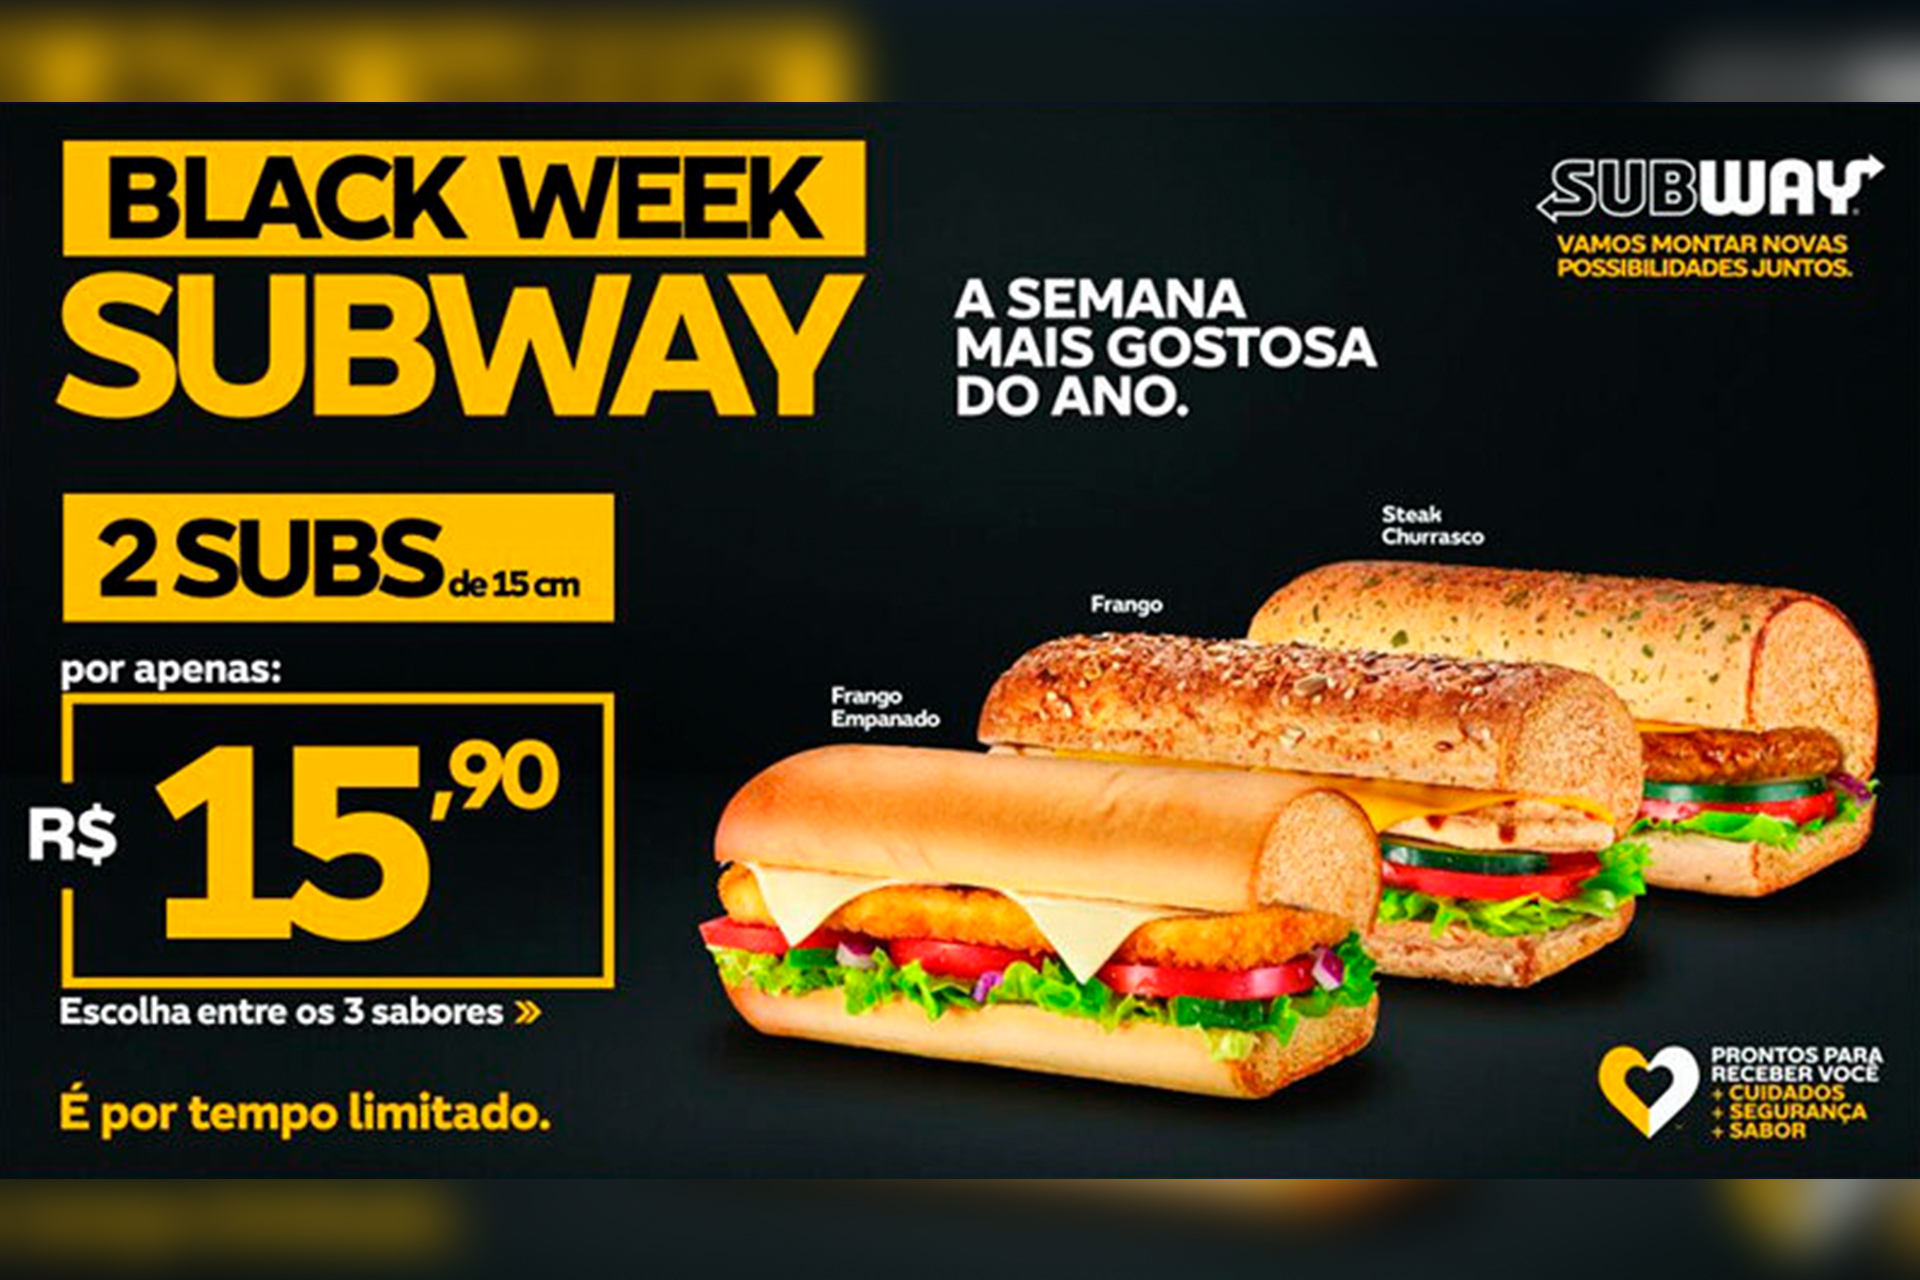 BLACK WEEK
SUBWAY
A SEMANA
MAIS GOSTOSA
DO ANO.
SUBWAY
VAMOS MONTAR NOVAS
POSSIBILIDADES JUNTOS.
2 SUBS de 15 cm
por apenas:
R$ 15,90
Escolha entre os 3 sabores »
É por tempo limitado.
Frango
Empanado
Frango
Steak
Churrasco
PRONTOS PARA
RECEBER VOCÊ
+ CUIDADOS
+ SEGURANÇA
+ SABOR